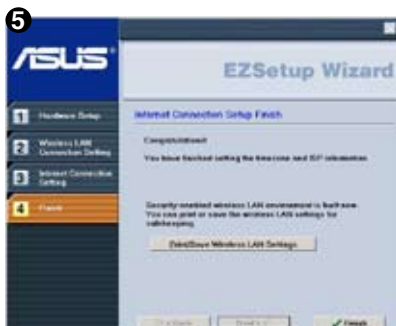 5
ASUS
EZSetup Wizard
1 Hardware Setup
Internet Connection Setup Finish
2 Wireless LAN
Connection Setting
Congratulations!
You have finished setting the timezone and ISP information.
3 Internet Connection
Setting
4 Finish
Security-enabled wireless LAN environment is built now.
You can print or save the wireless LAN settings for
safekeeping.
Print/Save Wireless LAN Settings
Finish